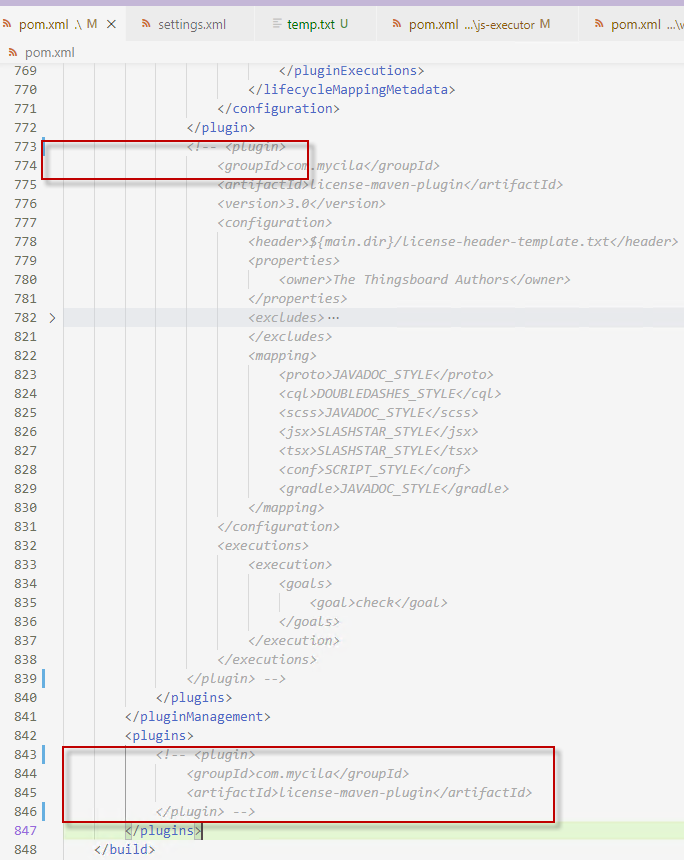 pom.xml .\ M
settings.xml
temp.txt U
pom.xml ...\js-executor M
pom.xml ...\
pom.xml
769 </pluginExecutions>
770 </lifecycleMappingMetadata>
771 </configuration>
772 </plugin>
773 <!-- <plugin>
774 <groupId>com.mycila</groupId>
775 <artifactId>license-maven-plugin</artifactId>
776 <version>3.0</version>
777 <configuration>
778 <header>${main.dir}/license-header-template.txt</header>
779 <properties>
780 <owner>The Thingsboard Authors</owner>
781 </properties>
782 <excludes>…
821 </excludes>
822 <mapping>
823 <proto>JAVADOC_STYLE</proto>
824 <cql>DOUBLEDASHES_STYLE</cql>
825 <scss>JAVADOC_STYLE</scss>
826 <jsx>SLASHSTAR_STYLE</jsx>
827 <tsx>SLASHSTAR_STYLE</tsx>
828 <conf>SCRIPT_STYLE</conf>
829 <gradle>JAVADOC_STYLE</gradle>
830 </mapping>
831 </configuration>
832 <executions>
833 <execution>
834 <goals>
835 <goal>check</goal>
836 </goals>
837 </execution>
838 </executions>
839 </plugin> -->
840 </plugins>
841 </pluginManagement>
842 <plugins>
843 <!-- <plugin>
844 <groupId>com.mycila</groupId>
845 <artifactId>license-maven-plugin</artifactId>
846 </plugin> -->
847 </plugins>
848 </build>